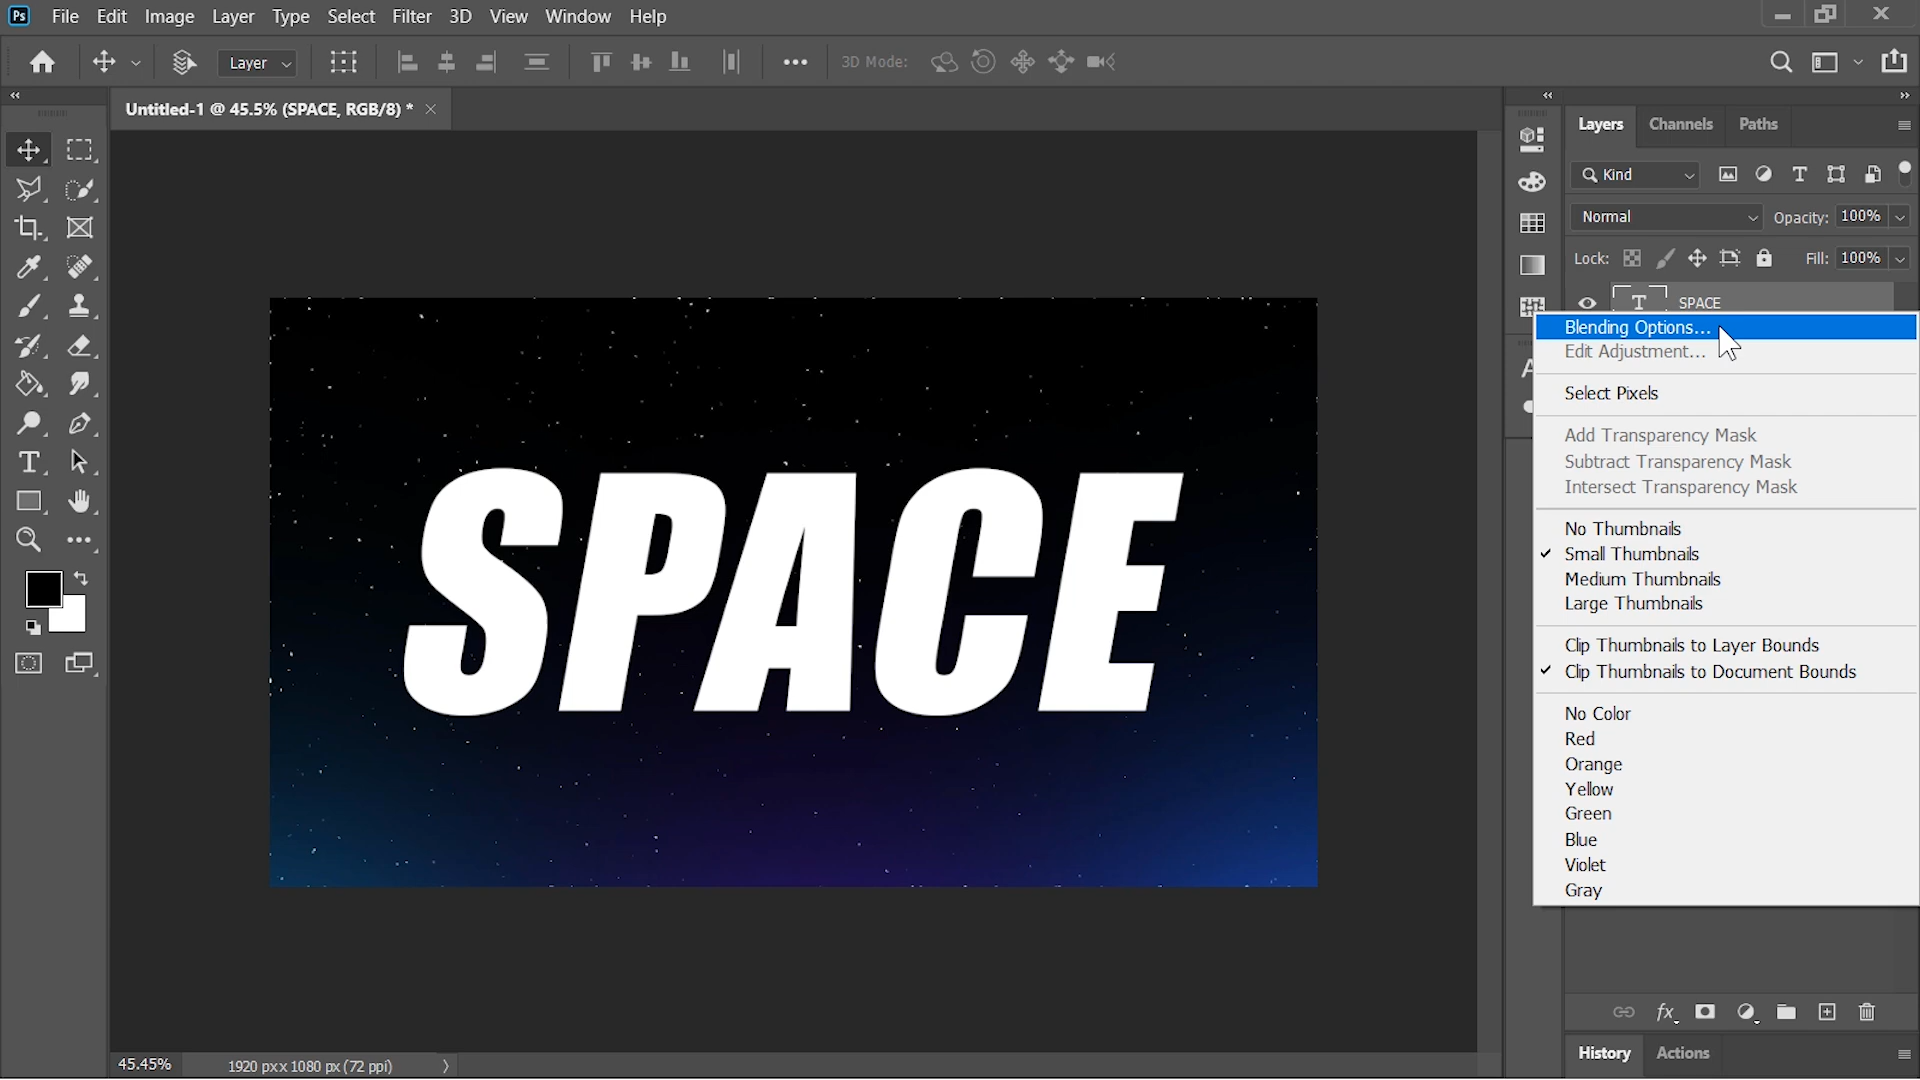 Ps File Edit Image Layer Type Select Filter 3D View Window Help
Layer 3D Mode:
Untitled-1 @ 45.5% (SPACE, RGB/8) *
Layers Channels Paths
Kind
Normal Opacity: 100%
Lock: Fill: 100%
T SPACE
Blending Options...
Edit Adjustment...
Select Pixels
Add Transparency Mask
Subtract Transparency Mask
Intersect Transparency Mask
No Thumbnails
Small Thumbnails
Medium Thumbnails
Large Thumbnails
Clip Thumbnails to Layer Bounds
Clip Thumbnails to Document Bounds
No Color
Red
Orange
Yellow
Green
Blue
Violet
Gray
SPACE
fx
History Actions
45.45% 1920 px x 1080 px (72 ppi)